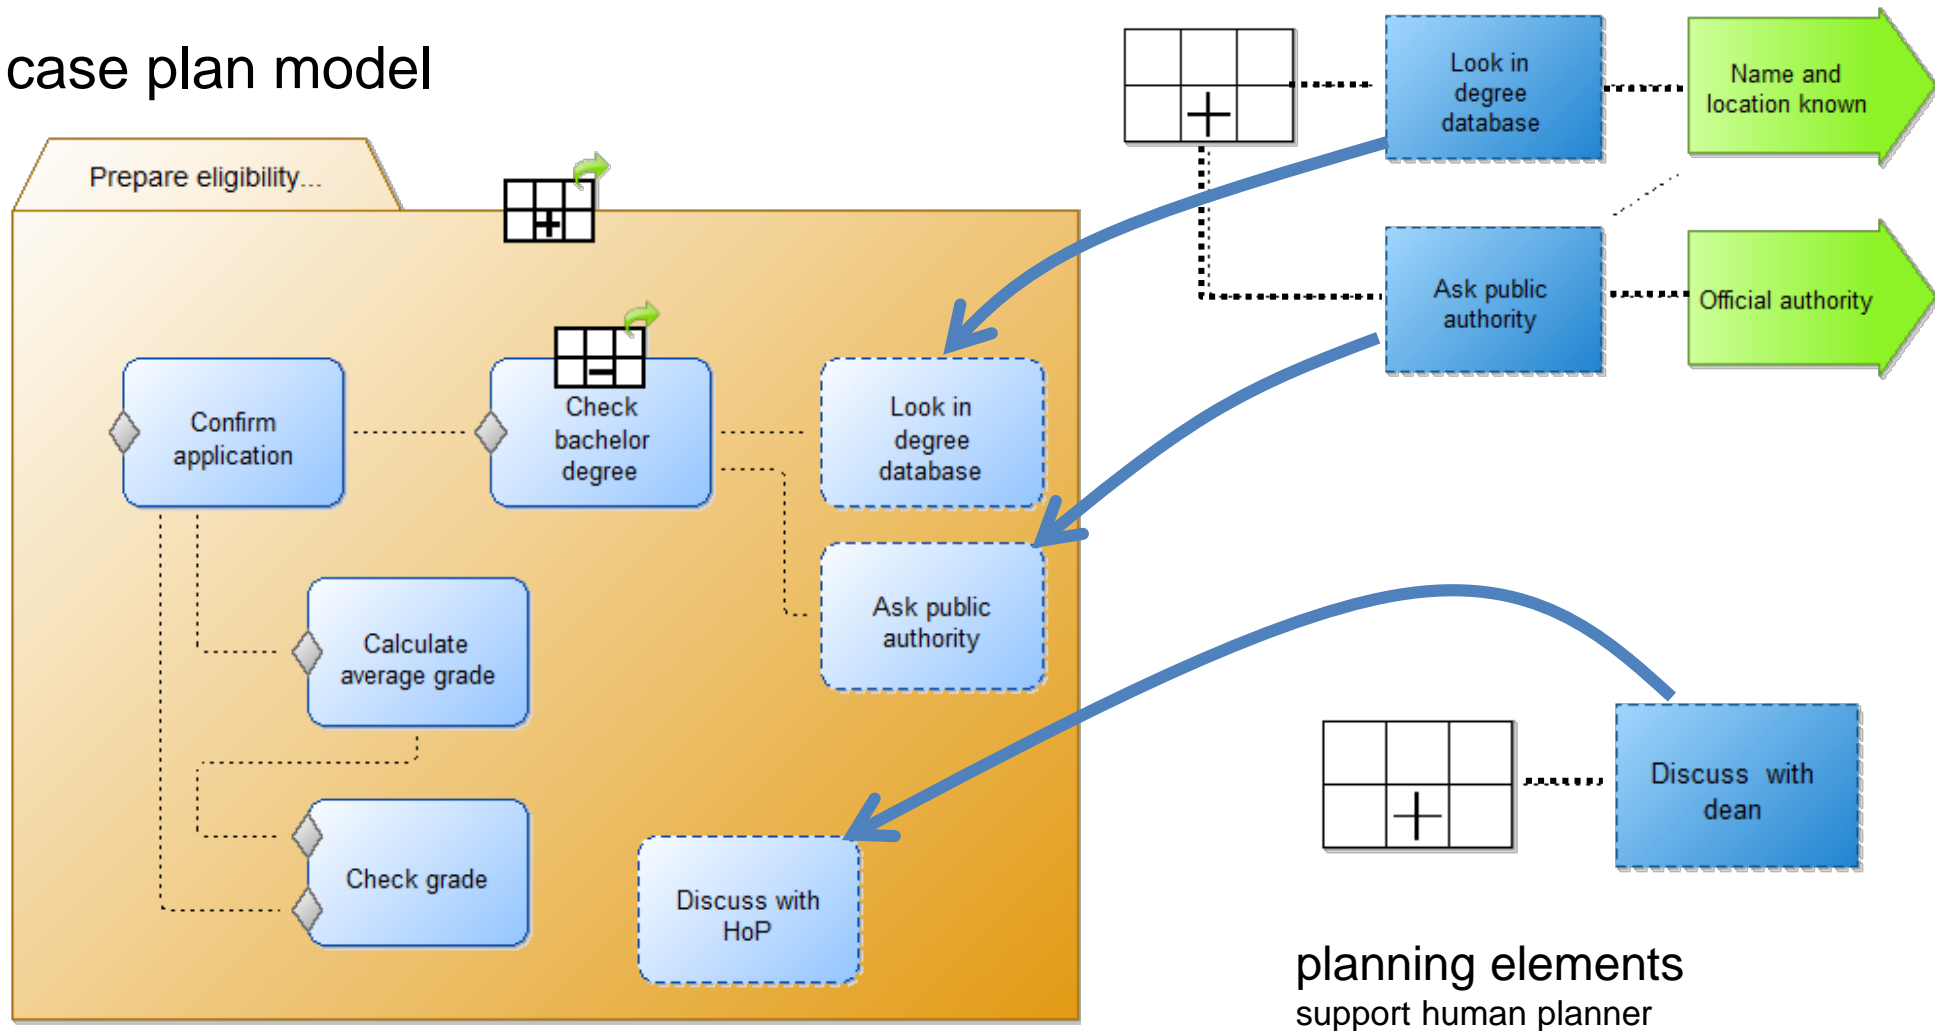 case plan model
Prepare eligibility...
Confirm
application
Check
bachelor
degree
Look in
degree
database
Ask public
authority
Calculate
average grade
Check grade
Discuss with
HoP
Look in
degree
database
Name and
location known
Ask public
authority
Official authority
Discuss with
dean
planning elements
support human planner